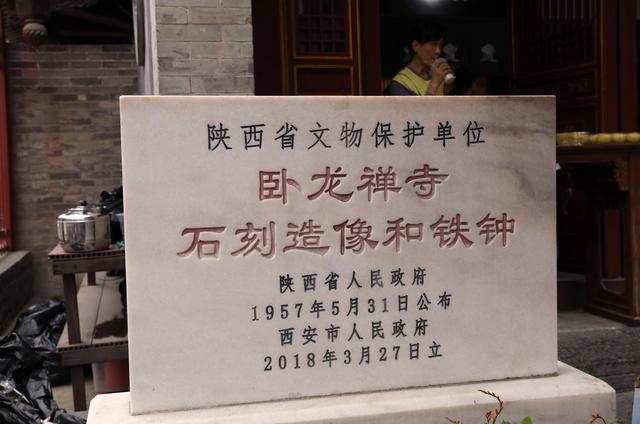 陕西省文物保护单位
卧龙禅寺
石刻造像和铁钟
陕西省人民政府
1957年5月31日公布
西安市人民政府
2018年3月27日立